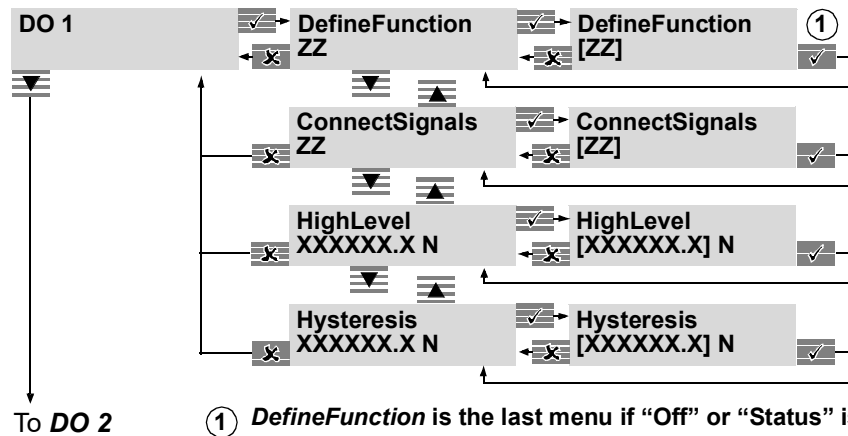 DO 1
DefineFunction
ZZ
DefineFunction
[ZZ]
1
ConnectSignals
ZZ
ConnectSignals
[ZZ]
HighLevel
XXXXXX.X N
HighLevel
[XXXXXX.X] N
Hysteresis
XXXXXX.X N
Hysteresis
[XXXXXX.X] N
To DO 2
1 DefineFunction is the last menu if “Off” or “Status”